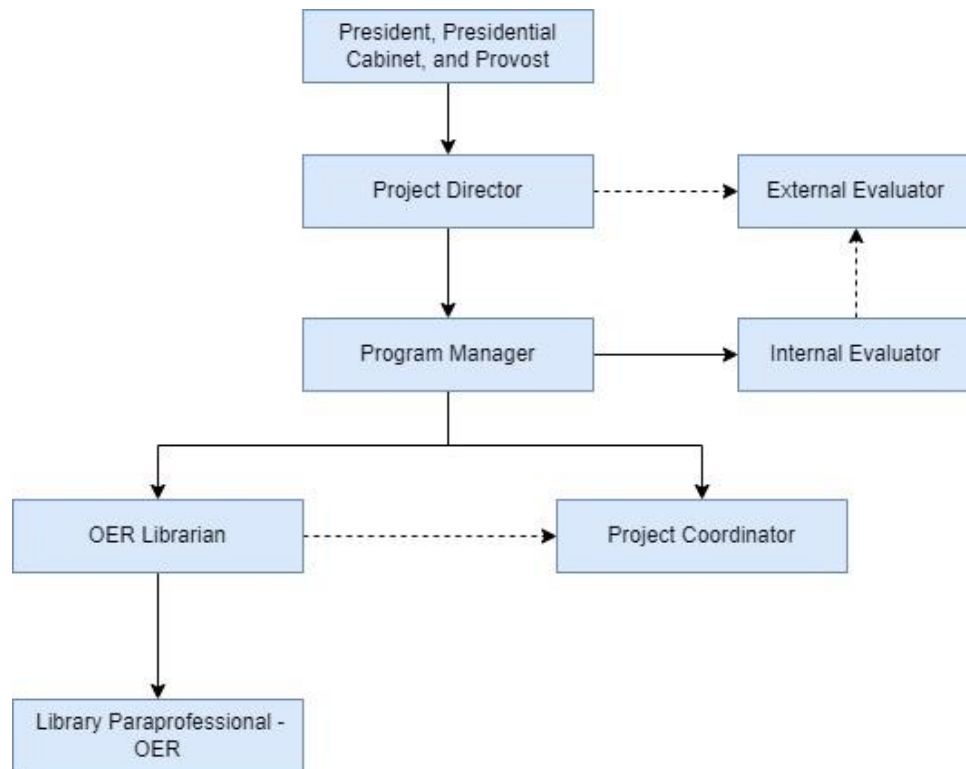 President, Presidential
Cabinet, and Provost
Project Director
External Evaluator
Program Manager
Internal Evaluator
OER Librarian
Project Coordinator
Library Paraprofessional -
OER